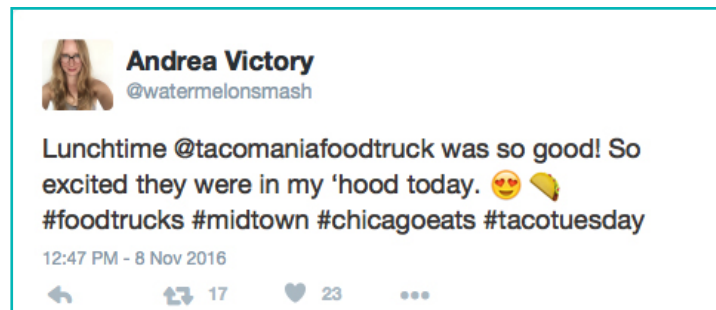 Andrea Victory
@watermelonsmash
Lunchtime @tacomaniafoodtruck was so good! So
excited they were in my ‘hood today. 😍 🌮
#foodtrucks #midtown #chicagoeats #tacotuesday
12:47 PM - 8 Nov 2016
17 23